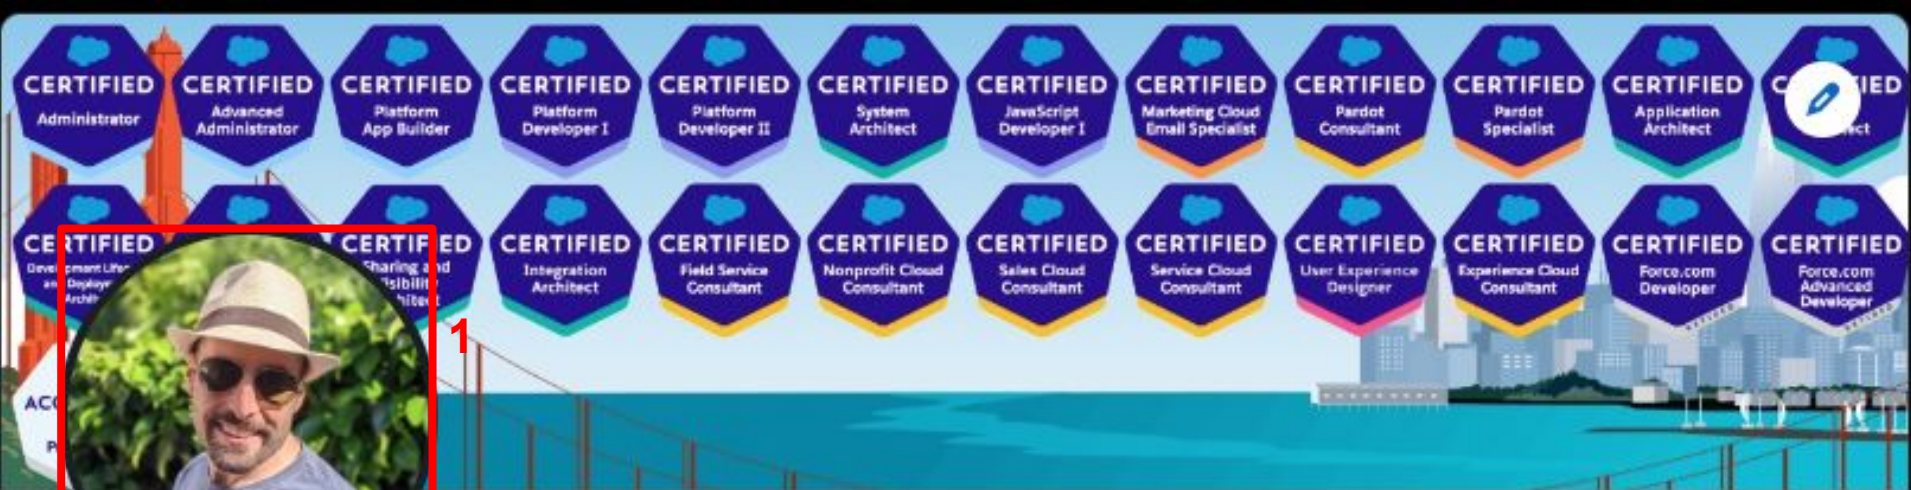 CERTIFIED
Administrator
CERTIFIED
Advanced
Administrator
CERTIFIED
Platform
App Builder
CERTIFIED
Platform
Developer I
CERTIFIED
Platform
Developer II
CERTIFIED
System
Architect
CERTIFIED
JavaScript
Developer I
CERTIFIED
Marketing Cloud
Email Specialist
CERTIFIED
Pardot
Consultant
CERTIFIED
Pardot
Specialist
CERTIFIED
Application
Architect
CERTIFIED
Sharing and
CERTIFIED
Integration
Architect
CERTIFIED
Field Service
Consultant
CERTIFIED
Nonprofit Cloud
Consultant
CERTIFIED
Sales Cloud
Consultant
CERTIFIED
Service Cloud
Consultant
CERTIFIED
User Experience
Designer
CERTIFIED
Experience Cloud
Consultant
CERTIFIED
Force.com
Developer
CERTIFIED
Force.com
Advanced
Developer
1